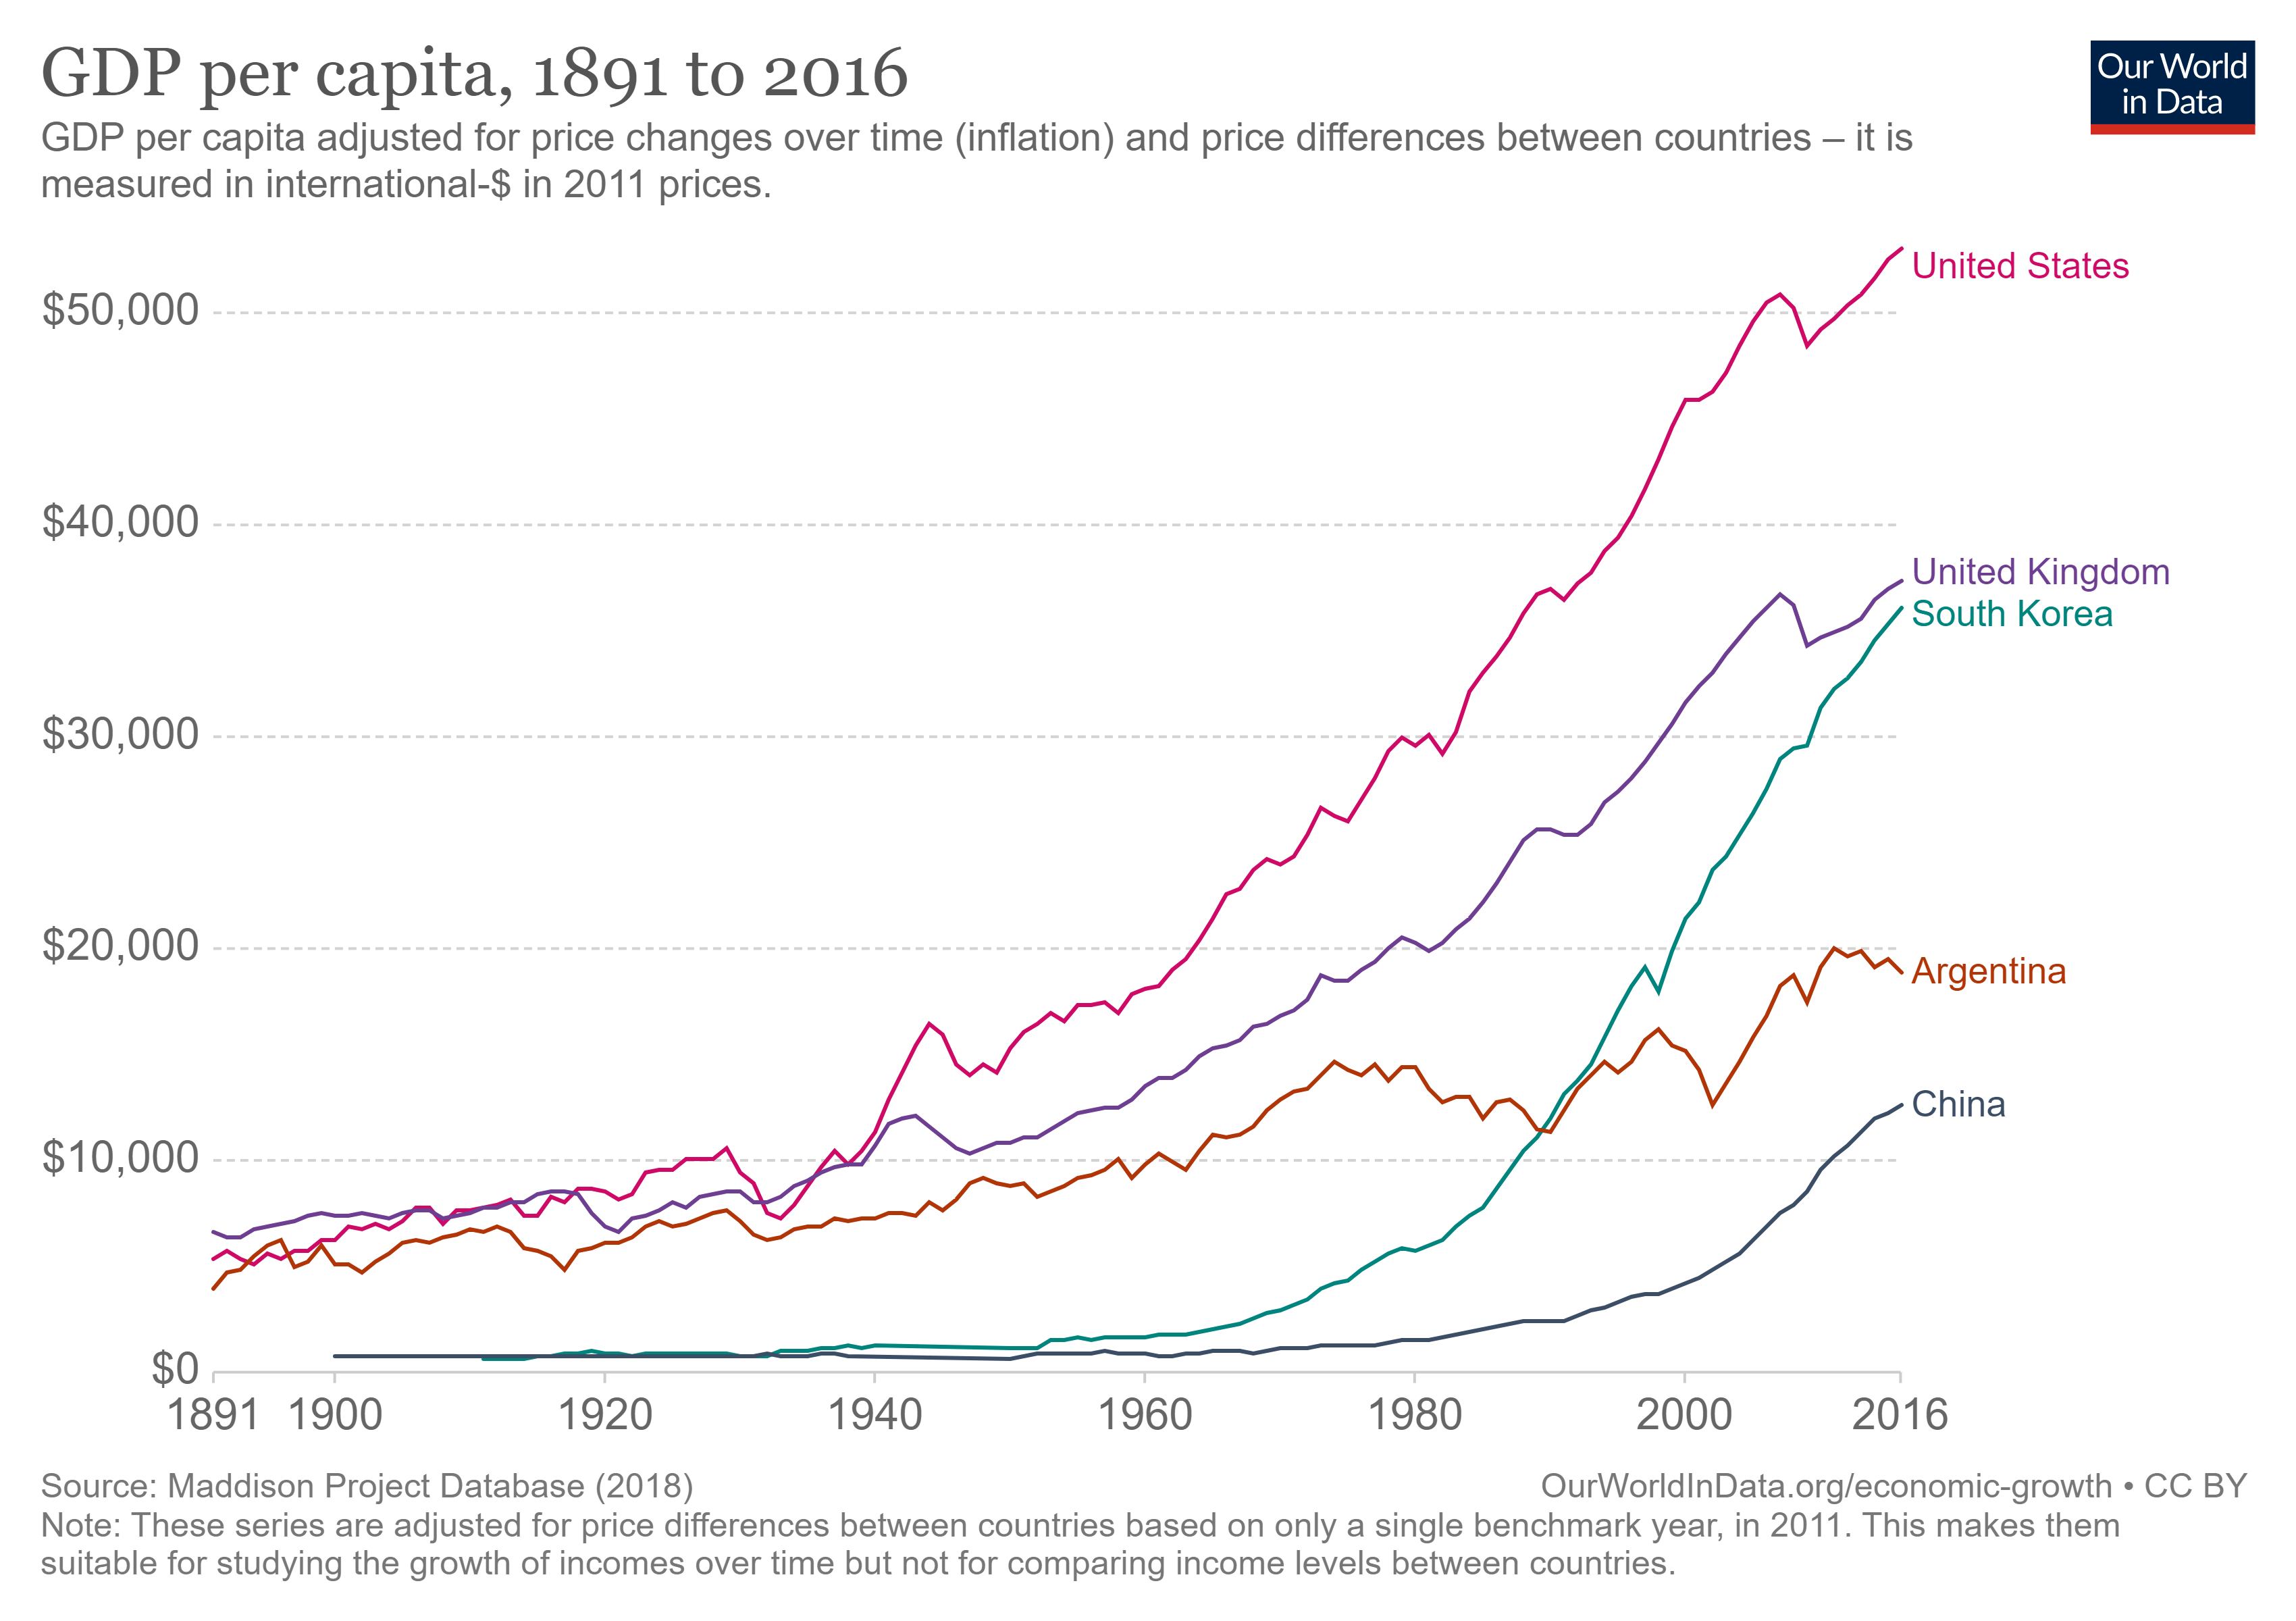 GDP per capita, 1891 to 2016
Our World
in Data
GDP per capita adjusted for price changes over time (inflation) and price differences between countries – it is
measured in international-$ in 2011 prices.
United States
$50,000
$40,000
United Kingdom
South Korea
$30,000
$20,000
Argentina
China
$10,000
$0
1891 1900 1920 1940 1960 1980 2000 2016
Source: Maddison Project Database (2018)
OurWorldInData.org/economic-growth • CC BY
Note: These series are adjusted for price differences between countries based on only a single benchmark year, in 2011. This makes them
suitable for studying the growth of incomes over time but not for comparing income levels between countries.